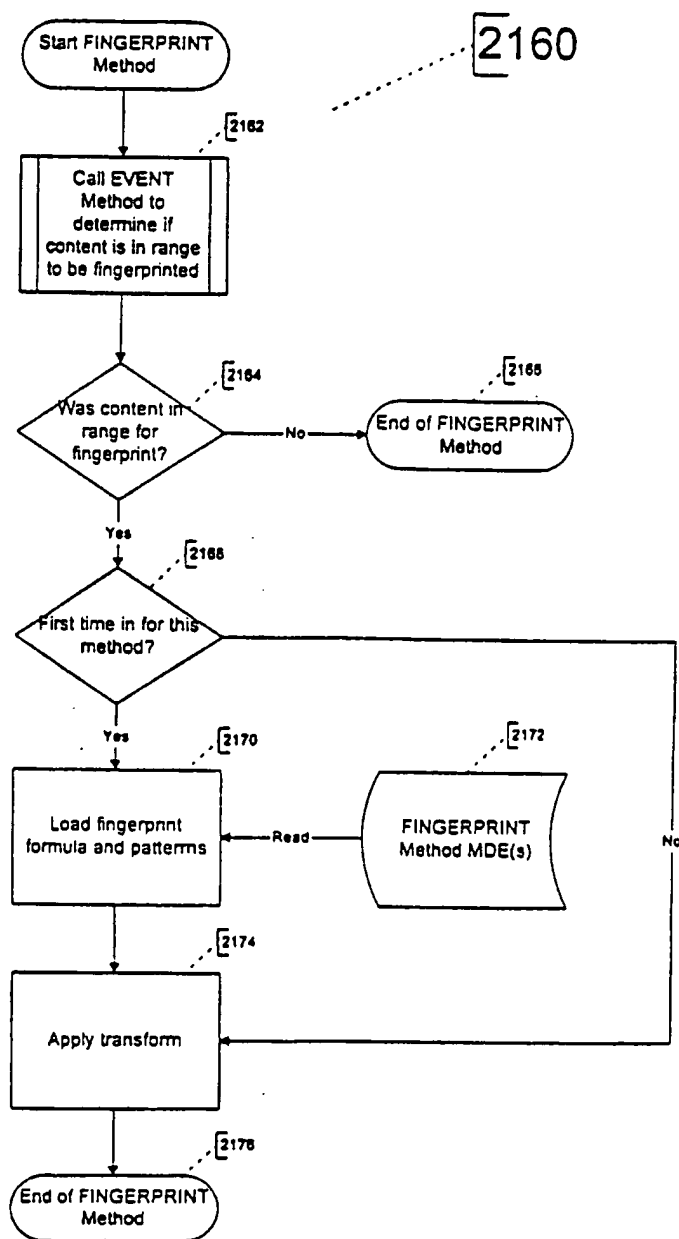 Start FINGERPRINT
Method
2160
2162
Call EVENT
Method to
determine if
content is in range
to be fingerprinted
2164
Was content in
range for
fingerprint?
No
2166
End of FINGERPRINT
Method
Yes
2168
First time in for this
method?
Yes
2170
2172
Load fingerprint
formula and patterns
Read
FINGERPRINT
Method MDE(s)
No
2174
Apply transform
2176
End of FINGERPRINT
Method